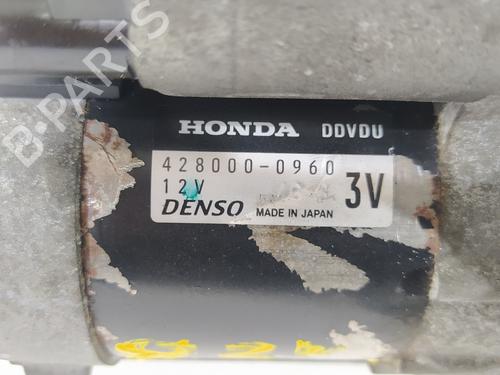 HONDA DDVDU
428000-0960
12V 3V
DENSO MADE IN JAPAN
B-PARTS